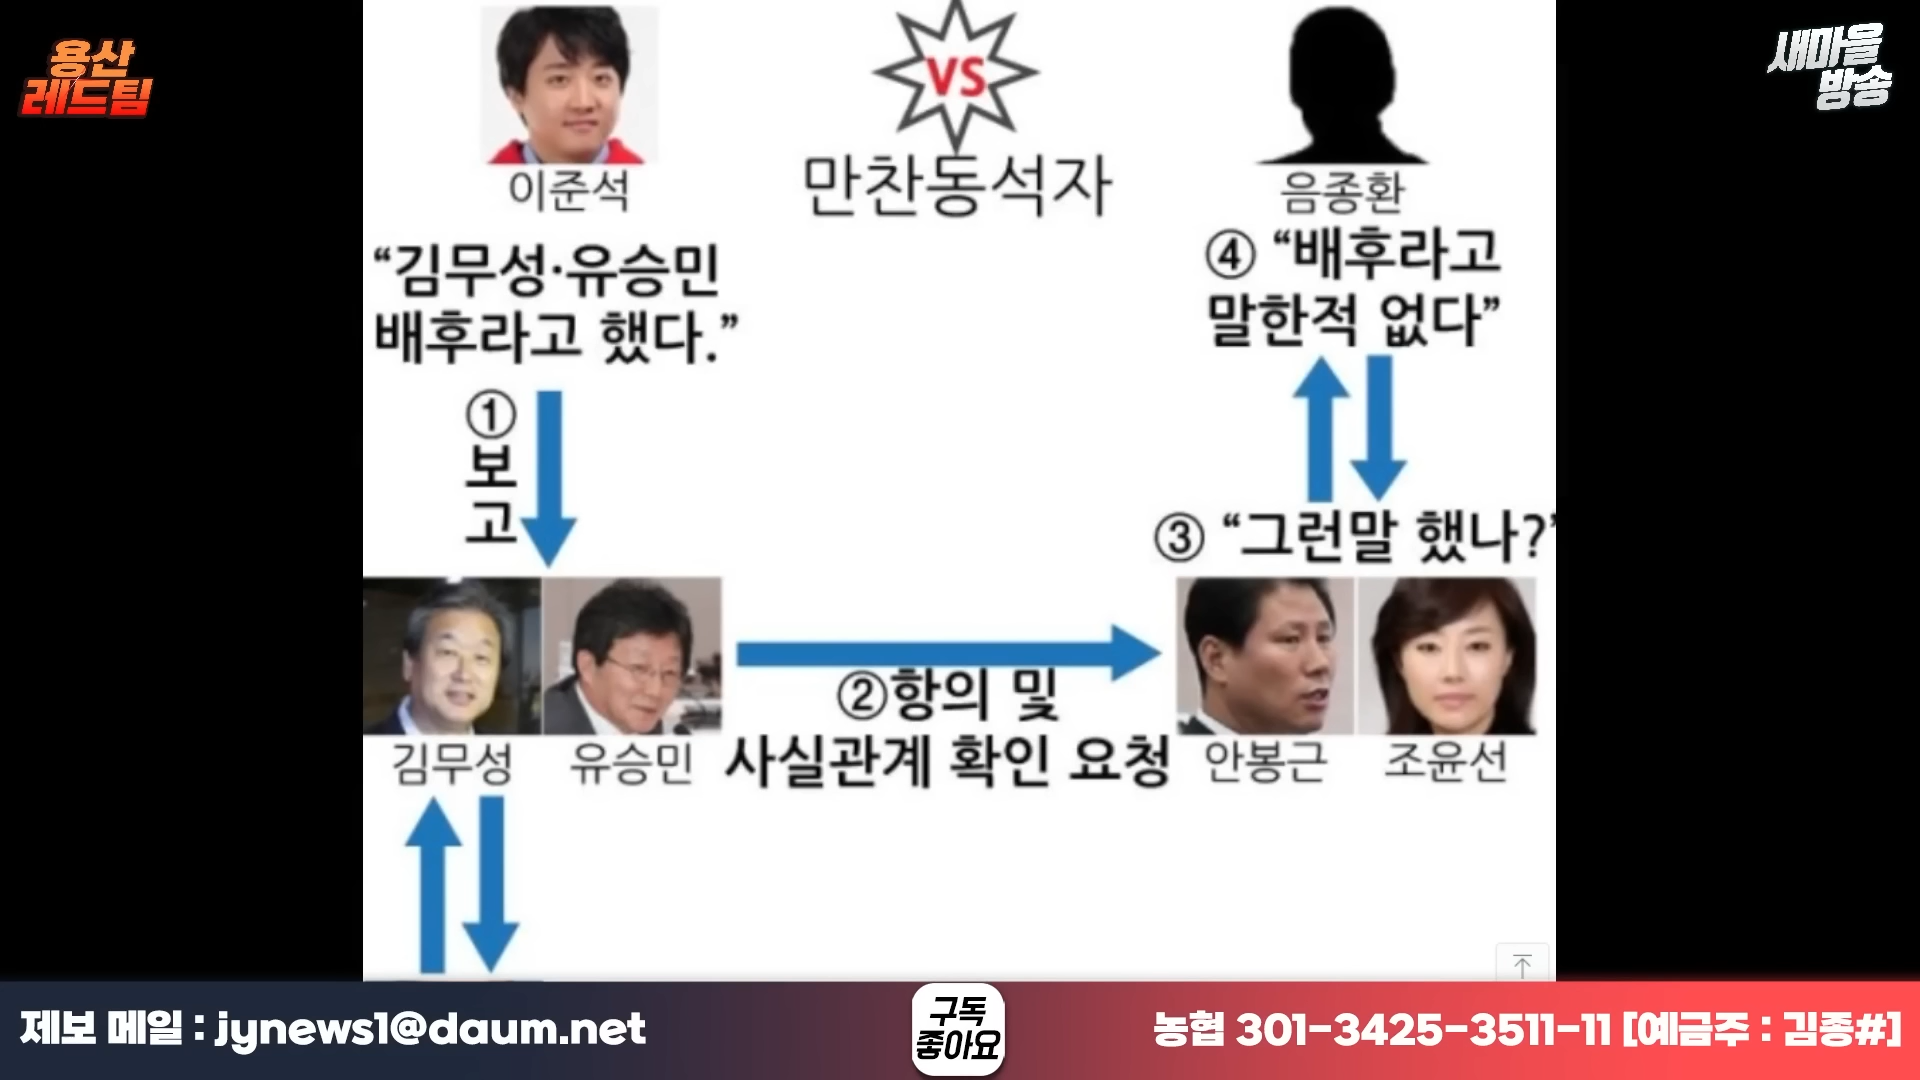 용산
레드팀
새마을
방송
VS
만찬동석자
이준석
음종환
“김무성·유승민
배후라고 했다.”
④ “배후라고
말한적 없다”
①
보
고
③ “그런말 했나?”
②항의 및
사실관계 확인 요청
김무성
유승민
안봉근
조윤선
제보 메일 : jynews1@daum.net
구독
좋아요
농협 301-3425-3511-11 [예금주 : 김종#]